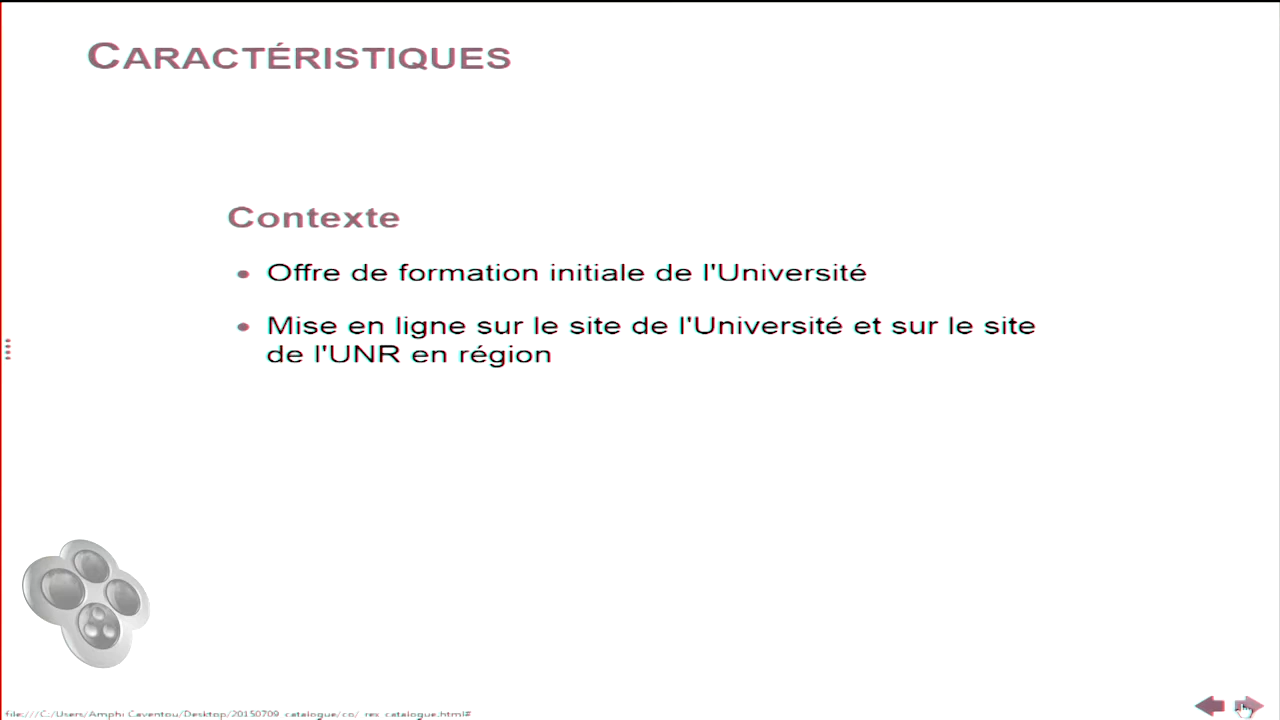 CARACTÉRISTIQUES
Contexte
Offre de formation initiale de l'Université
Mise en ligne sur le site de l'Université et sur le site
de l'UNR en région
file:///C:/Users/Amphi Caventou/Desktop/20150709_catalogue/co/_rex_catalogue.html#